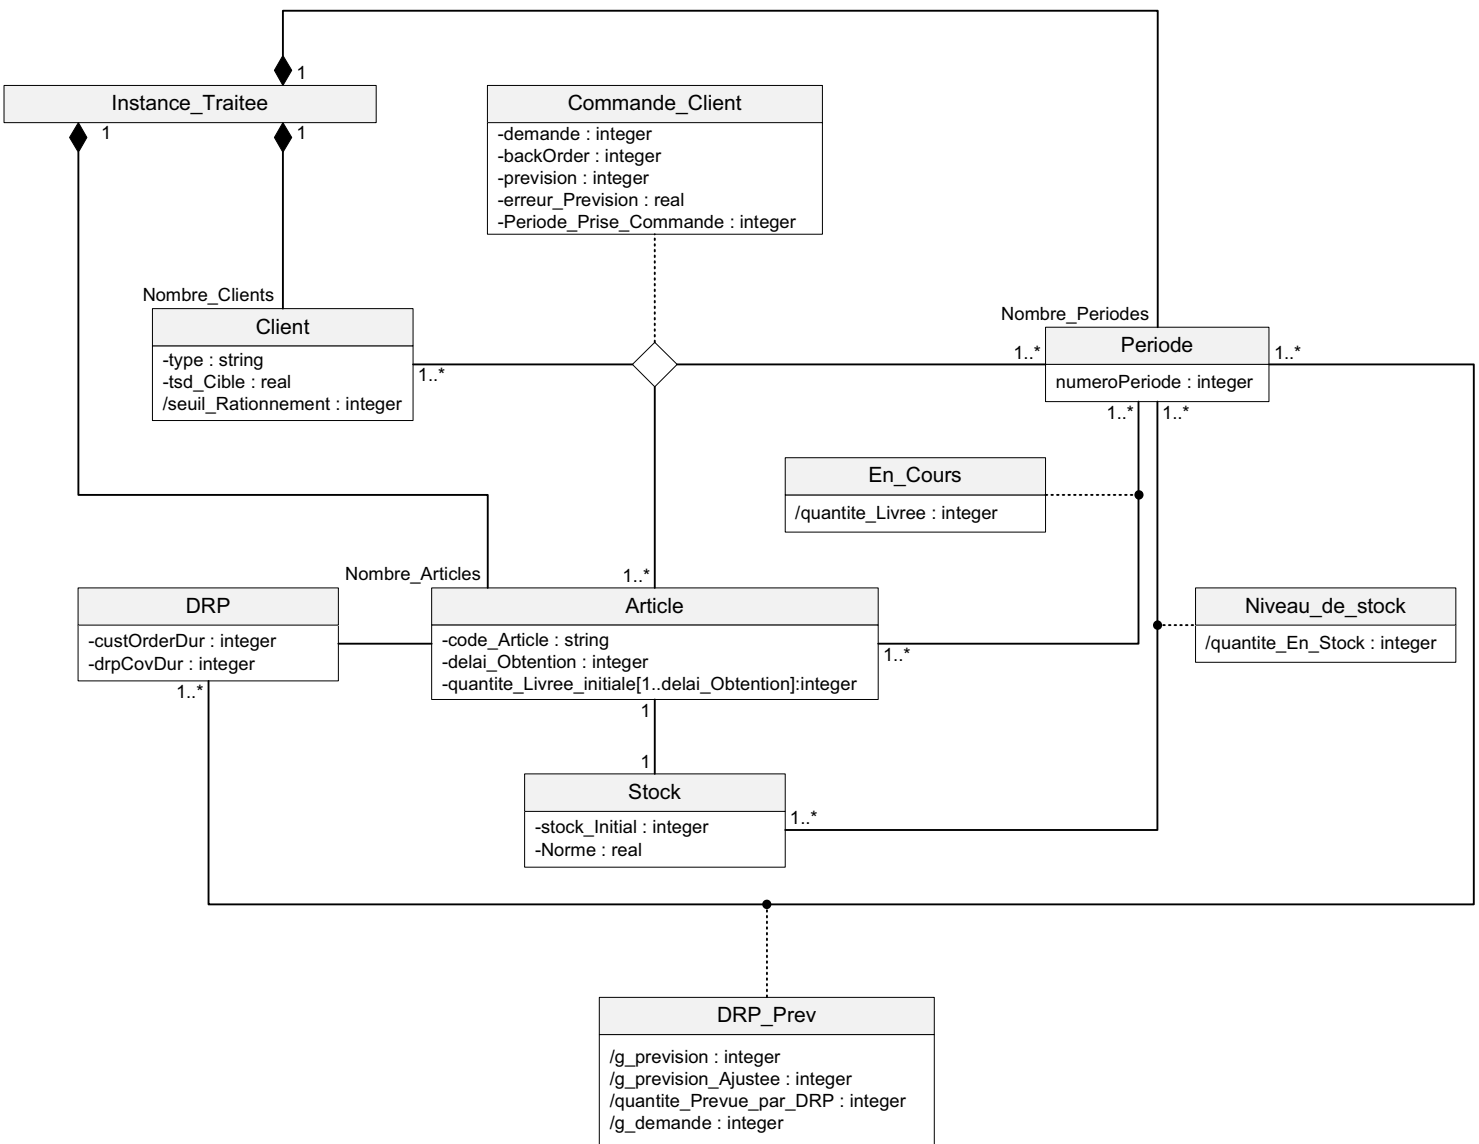 1
Instance_Traitee
1
1
Commande_Client
-demande : integer
-backOrder : integer
-prevision : integer
-erreur_Prevision : real
-Periode_Prise_Commande : integer
Nombre_Clients
Client
-type : string
-tsd_Cible : real
/seuil_Rationnement : integer
1..*
Nombre_Periodes
1..*
Periode
1..*
numeroPeriode : integer
1..*
1..*
En_Cours
/quantite_Livree : integer
Nombre_Articles
1..*
DRP
-custOrderDur : integer
-drpCovDur : integer
1..*
Article
-code_Article : string
-delai_Obtention : integer
-quantite_Livree_initiale[1..delai_Obtention]:integer
1..*
Niveau_de_stock
/quantite_En_Stock : integer
1
1
Stock
-stock_Initial : integer
-Norme : real
1..*
DRP_Prev
/g_prevision : integer
/g_prevision_Ajustee : integer
/quantite_Prevue_par_DRP : integer
/g_demande : integer